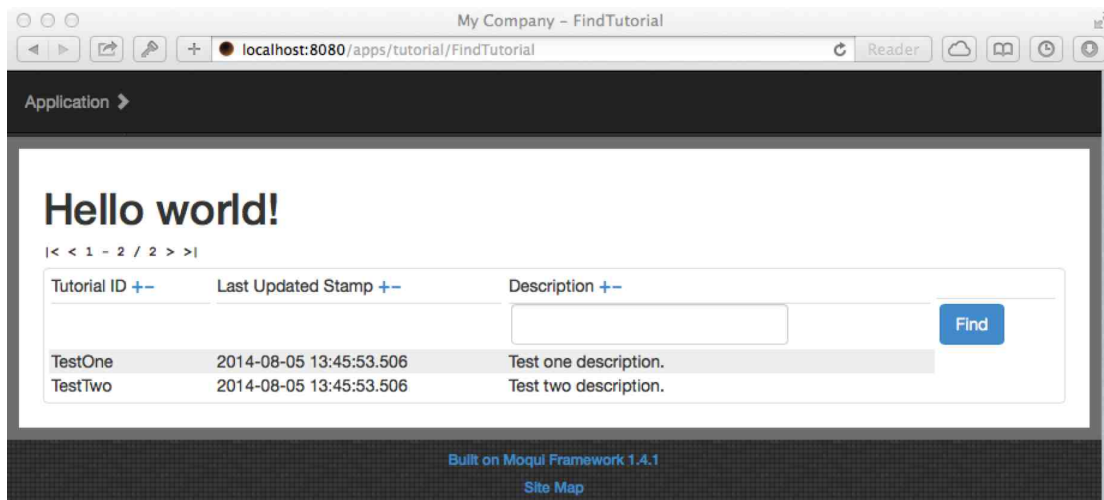 My Company – FindTutorial
localhost:8080/apps/tutorial/FindTutorial Reader
Application
Hello world!
|< < 1 - 2 / 2 > >|
Tutorial ID +- Last Updated Stamp +- Description +-
Find
TestOne 2014-08-05 13:45:53.506 Test one description.
TestTwo 2014-08-05 13:45:53.506 Test two description.
Built on Moqui Framework 1.4.1
Site Map